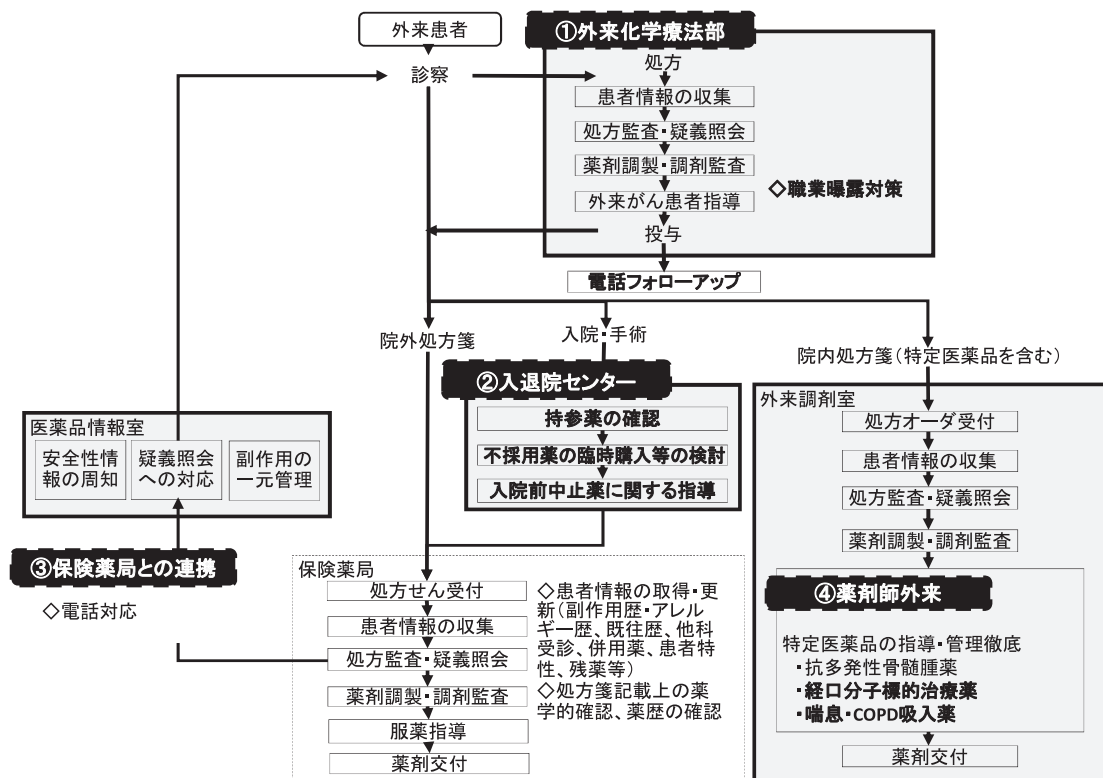 外来患者
診察
①外来化学療法部
処方
患者情報の収集
処方監査・疑義照会
薬剤調製・調剤監査
外来がん患者指導
投与
◇職業曝露対策
電話フォローアップ
院外処方箋
入院・手術
院内処方箋(特定医薬品を含む)
②入退院センター
持参薬の確認
不採用薬の臨時購入等の検討
入院前中止薬に関する指導
医薬品情報室
安全性情
報の周知
疑義照会
への対応
副作用の
一元管理
③保険薬局との連携
◇電話対応
保険薬局
処方せん受付
患者情報の収集
処方監査・疑義照会
薬剤調製・調剤監査
服薬指導
薬剤交付
◇患者情報の取得・更
新(副作用歴・アレル
ギー歴、既往歴、他科
受診、併用薬、患者特
性、残薬等)
◇処方箋記載上の薬
学的確認、薬歴の確認
外来調剤室
処方オーダ受付
患者情報の収集
処方監査・疑義照会
薬剤調製・調剤監査
④薬剤師外来
特定医薬品の指導・管理徹底
・抗多発性骨髄腫薬
・経口分子標的治療薬
・喘息・COPD吸入薬
薬剤交付